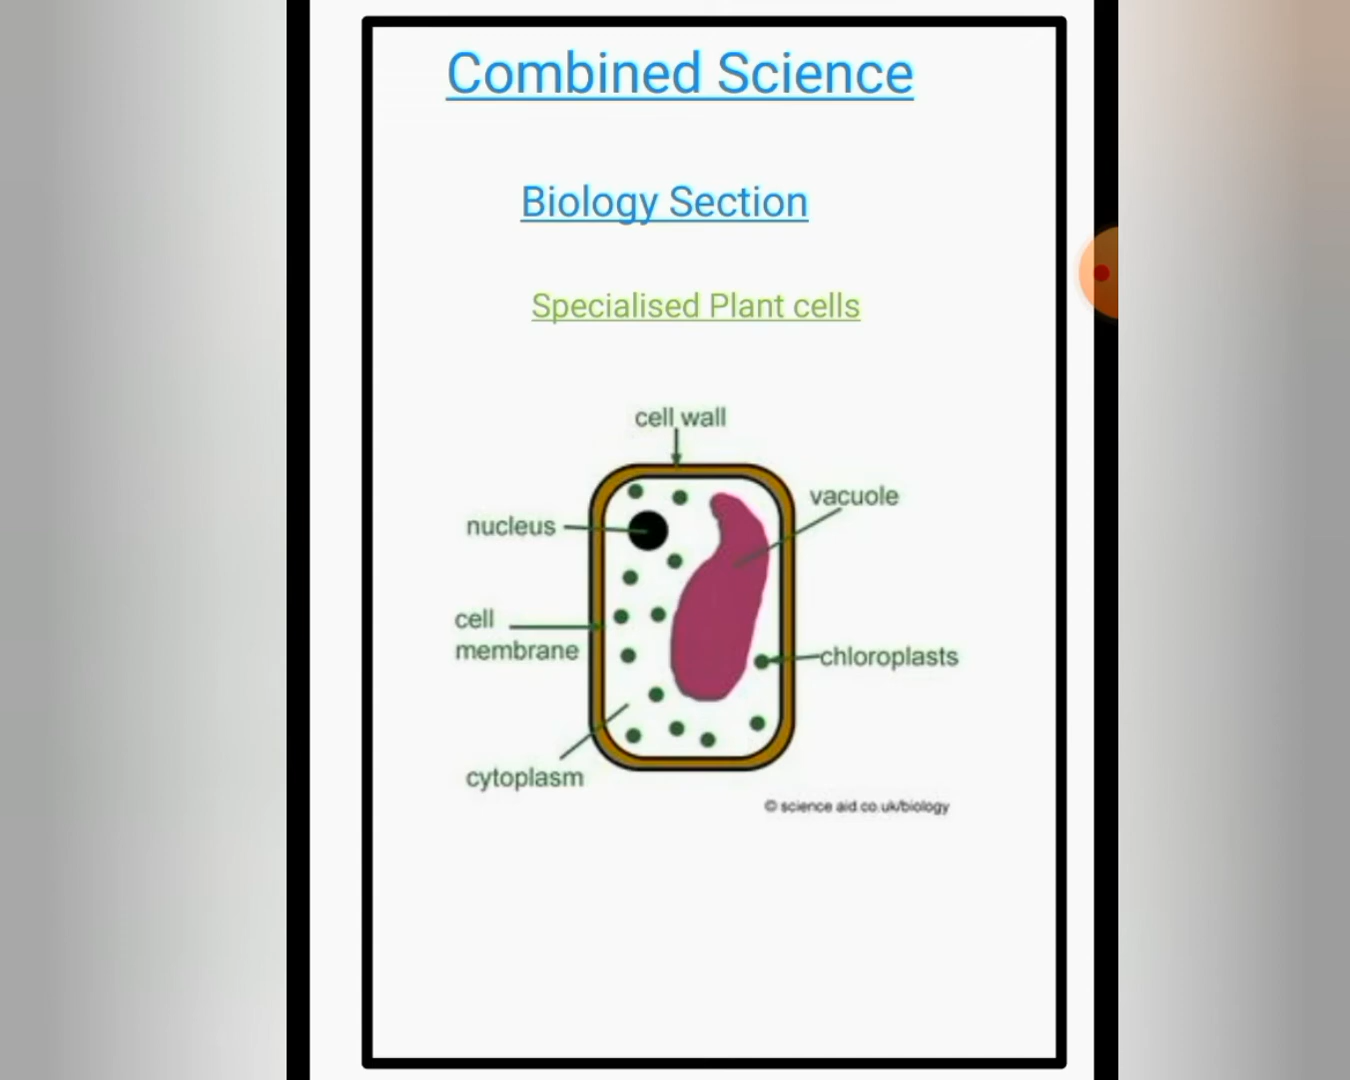 Combined Science
Biology Section
Specialised Plant cells
cell wall
vacuole
nucleus
cell
membrane
chloroplasts
cytoplasm
© science aid.co.uk/biology